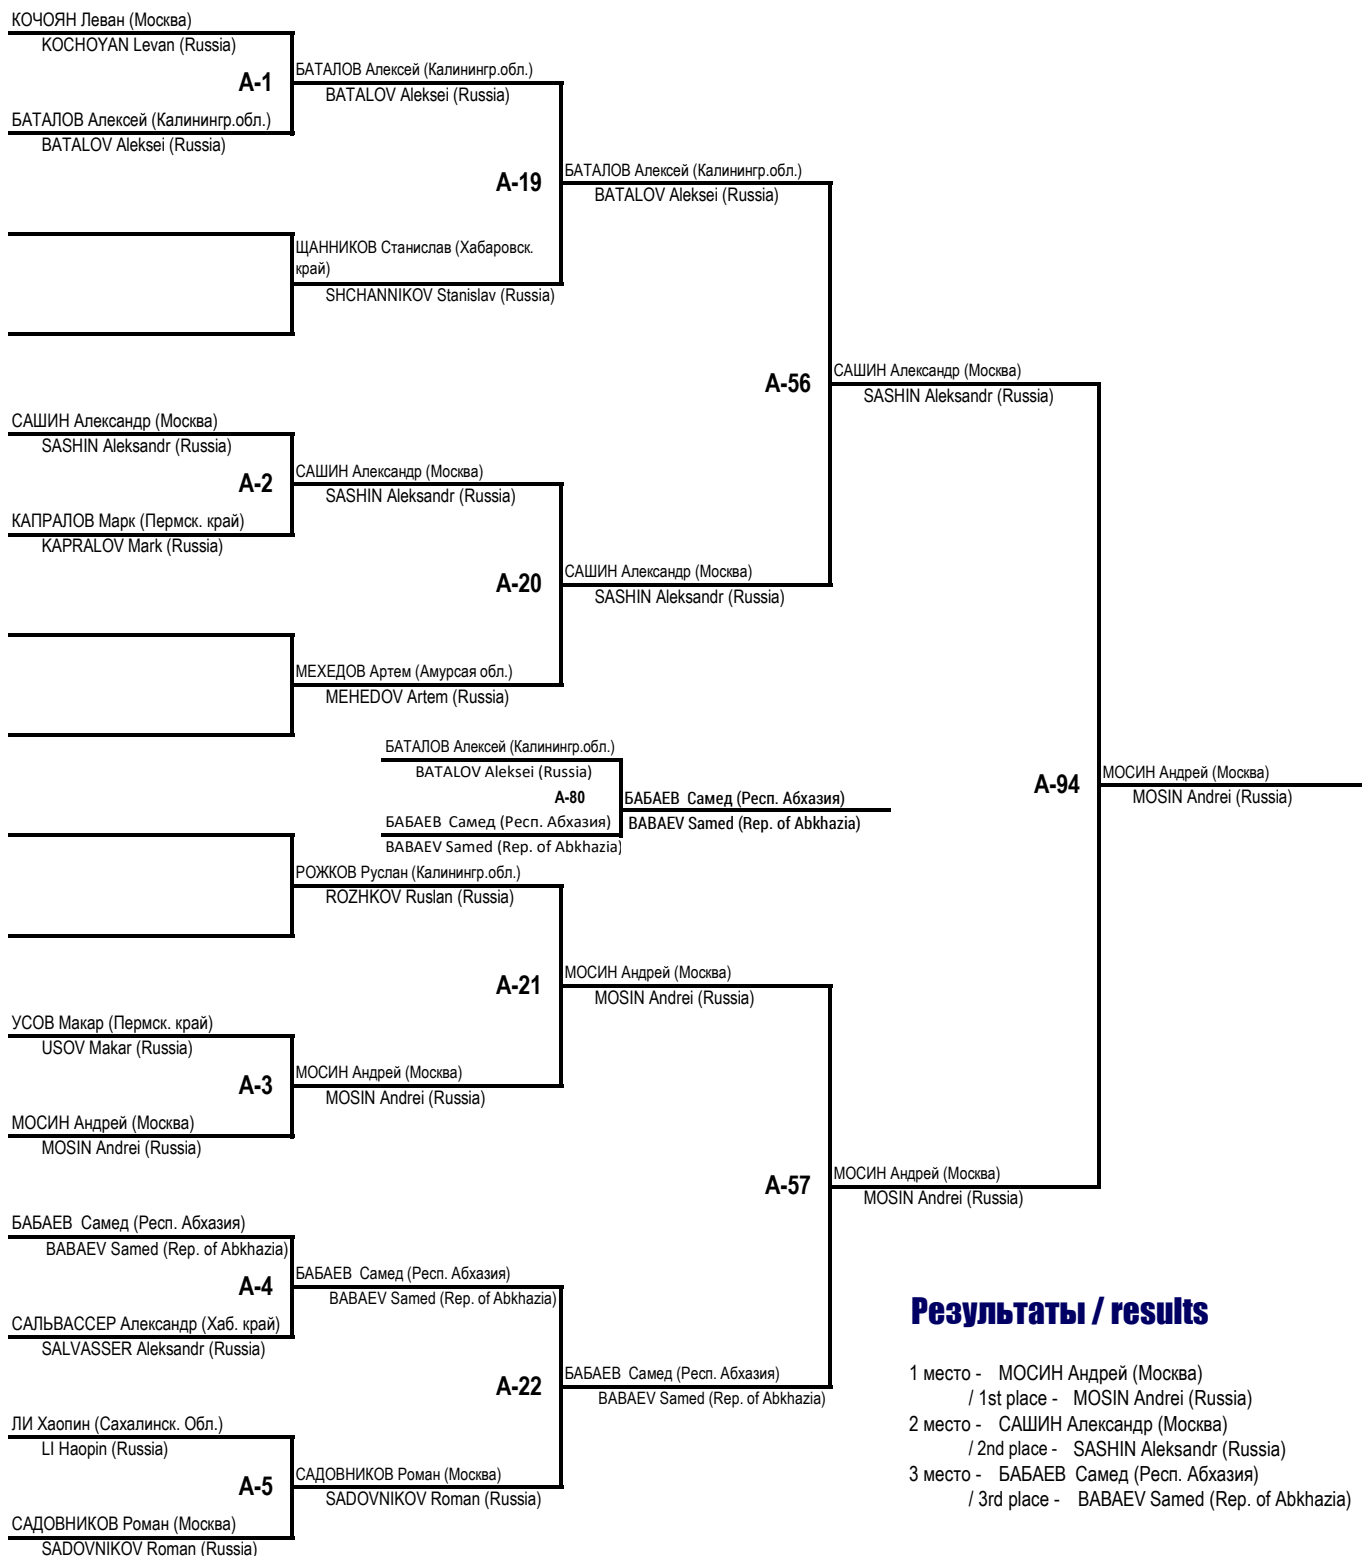 КОЧОЯН Леван (Москва)
KOCHOYAN Levan (Russia)
A-1
БАТАЛОВ Алексей (Калинингр.обл.)
BATALOV Aleksei (Russia)
БАТАЛОВ Алексей (Калинингр.обл.)
BATALOV Aleksei (Russia)
A-19
БАТАЛОВ Алексей (Калинингр.обл.)
BATALOV Aleksei (Russia)
ЩАННИКОВ Станислав (Хабаровск.
край)
SHCHANNIKOV Stanislav (Russia)
A-56
САШИН Александр (Москва)
SASHIN Aleksandr (Russia)
САШИН Александр (Москва)
SASHIN Aleksandr (Russia)
A-2
САШИН Александр (Москва)
SASHIN Aleksandr (Russia)
КАПРАЛОВ Марк (Пермск. край)
KAPRALOV Mark (Russia)
A-20
САШИН Александр (Москва)
SASHIN Aleksandr (Russia)
МЕХЕДОВ Артем (Амурсая обл.)
MEHEDOV Artem (Russia)
БАТАЛОВ Алексей (Калинингр.обл.)
BATALOV Aleksei (Russia)
A-80
БАБАЕВ  Самед (Респ. Абхазия)
BABAEV Samed (Rep. of Abkhazia)
БАБАЕВ  Самед (Респ. Абхазия)
BABAEV Samed (Rep. of Abkhazia)
A-94
МОСИН Андрей (Москва)
MOSIN Andrei (Russia)
РОЖКОВ Руслан (Калинингр.обл.)
ROZHKOV Ruslan (Russia)
A-21
МОСИН Андрей (Москва)
MOSIN Andrei (Russia)
УСОВ Макар (Пермск. край)
USOV Makar (Russia)
A-3
МОСИН Андрей (Москва)
MOSIN Andrei (Russia)
МОСИН Андрей (Москва)
MOSIN Andrei (Russia)
A-57
МОСИН Андрей (Москва)
MOSIN Andrei (Russia)
БАБАЕВ  Самед (Респ. Абхазия)
BABAEV Samed (Rep. of Abkhazia)
A-4
БАБАЕВ  Самед (Респ. Абхазия)
BABAEV Samed (Rep. of Abkhazia)
САЛЬВАССЕР Александр (Хаб. край)
SALVASSER Aleksandr (Russia)
A-22
БАБАЕВ  Самед (Респ. Абхазия)
BABAEV Samed (Rep. of Abkhazia)
ЛИ Хаопин (Сахалинск. Обл.)
LI Haopin (Russia)
A-5
САДОВНИКОВ Роман (Москва)
SADOVNIKOV Roman (Russia)
САДОВНИКОВ Роман (Москва)
SADOVNIKOV Roman (Russia)
Результаты / results
1 место - МОСИН Андрей (Москва)
/ 1st place - MOSIN Andrei (Russia)
2 место - САШИН Александр (Москва)
/ 2nd place - SASHIN Aleksandr (Russia)
3 место - БАБАЕВ  Самед (Респ. Абхазия)
/ 3rd place - BABAEV Samed (Rep. of Abkhazia)